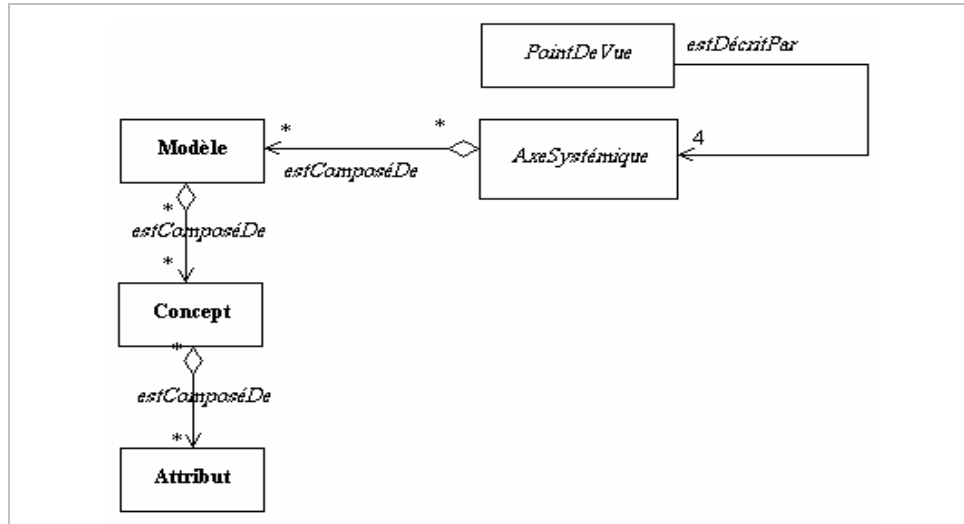 PointDeVue
estDécritPar
4
Modèle
*
*
estComposéDe
AxeSystémique
*
estComposéDe
*
Concept
*
estComposéDe
*
Attribut